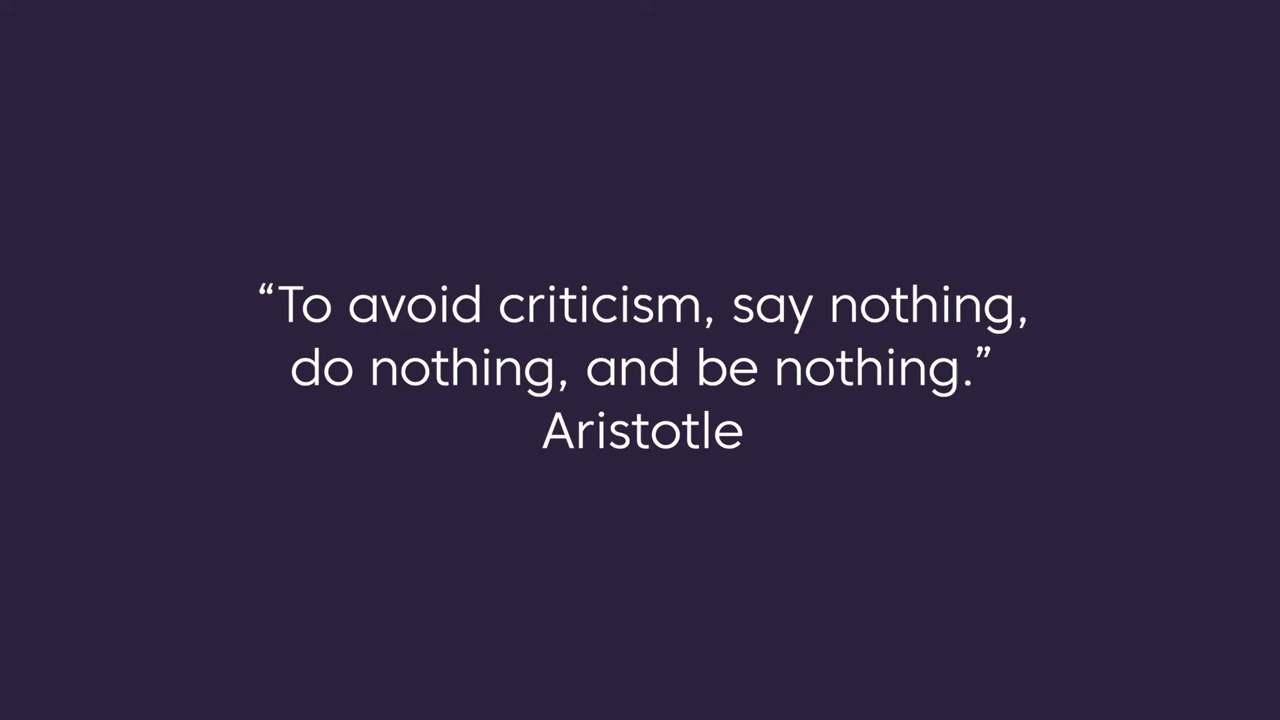 “To avoid criticism, say nothing,
do nothing, and be nothing.”
Aristotle